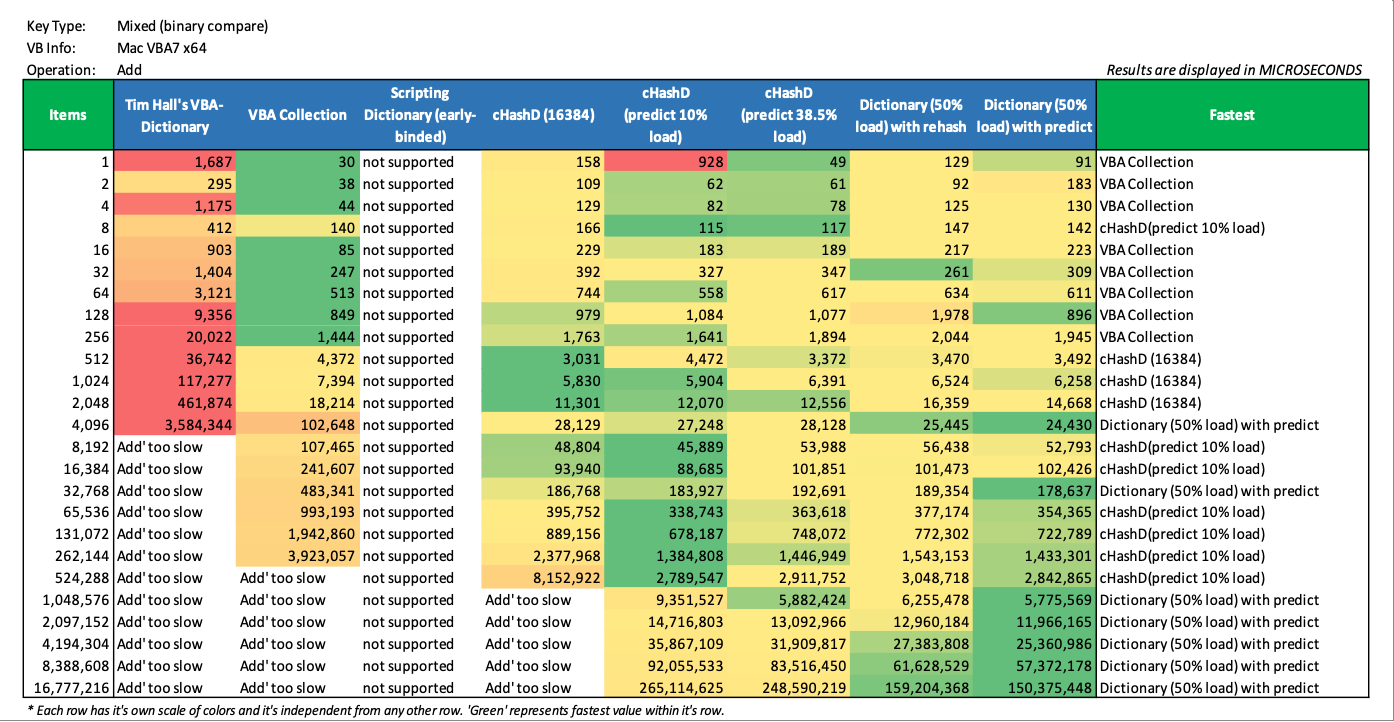 Key Type: Mixed (binary compare)
VB Info: Mac VBA7 x64
Operation: Add Results are displayed in MICROSECONDS
Items Tim Hall's VBA-Dictionary VBA Collection Scripting Dictionary (early-binded) cHashD (16384) cHashD (predict 10% load) cHashD (predict 38.5% load) Dictionary (50% load) with rehash Dictionary (50% load) with predict Fastest
1 1,687 30 not supported 158 928 49 129 91 VBA Collection
2 295 38 not supported 109 62 61 92 183 VBA Collection
4 1,175 44 not supported 129 82 78 125 130 VBA Collection
8 412 140 not supported 166 115 117 147 142 cHashD(predict 10% load)
16 903 85 not supported 229 183 189 217 223 VBA Collection
32 1,404 247 not supported 392 327 347 261 309 VBA Collection
64 3,121 513 not supported 744 558 617 634 611 VBA Collection
128 9,356 849 not supported 979 1,084 1,077 1,978 896 VBA Collection
256 20,022 1,444 not supported 1,763 1,641 1,894 2,044 1,945 VBA Collection
512 36,742 4,372 not supported 3,031 4,472 3,372 3,470 3,492 cHashD (16384)
1,024 117,277 7,394 not supported 5,830 5,904 6,391 6,524 6,258 cHashD (16384)
2,048 461,874 18,214 not supported 11,301 12,070 12,556 16,359 14,668 cHashD (16384)
4,096 3,584,344 102,648 not supported 28,129 27,248 28,128 25,445 24,430 Dictionary (50% load) with predict
8,192 Add' too slow 107,465 not supported 48,804 45,889 53,988 56,438 52,793 cHashD(predict 10% load)
16,384 Add' too slow 241,607 not supported 93,940 88,685 101,851 101,473 102,426 cHashD(predict 10% load)
32,768 Add' too slow 483,341 not supported 186,768 183,927 192,691 189,354 178,637 Dictionary (50% load) with predict
65,536 Add' too slow 993,193 not supported 395,752 338,743 363,618 377,174 354,365 cHashD(predict 10% load)
131,072 Add' too slow 1,942,860 not supported 889,156 678,187 748,072 772,302 722,789 cHashD(predict 10% load)
262,144 Add' too slow 3,923,057 not supported 2,377,968 1,384,808 1,446,949 1,543,153 1,433,301 cHashD(predict 10% load)
524,288 Add' too slow Add' too slow not supported 8,152,922 2,789,547 2,911,752 3,048,718 2,842,865 cHashD(predict 10% load)
1,048,576 Add' too slow Add' too slow not supported Add' too slow 9,351,527 5,882,424 6,255,478 5,775,569 Dictionary (50% load) with predict
2,097,152 Add' too slow Add' too slow not supported Add' too slow 14,716,803 13,092,966 12,960,184 11,966,165 Dictionary (50% load) with predict
4,194,304 Add' too slow Add' too slow not supported Add' too slow 35,867,109 31,909,817 27,383,808 25,360,986 Dictionary (50% load) with predict
8,388,608 Add' too slow Add' too slow not supported Add' too slow 92,055,533 83,516,450 61,628,529 57,372,178 Dictionary (50% load) with predict
16,777,216 Add' too slow Add' too slow not supported Add' too slow 265,114,625 248,590,219 159,204,368 150,375,448 Dictionary (50% load) with predict
* Each row has it's own scale of colors and it's independent from any other row. 'Green' represents fastest value within it's row.